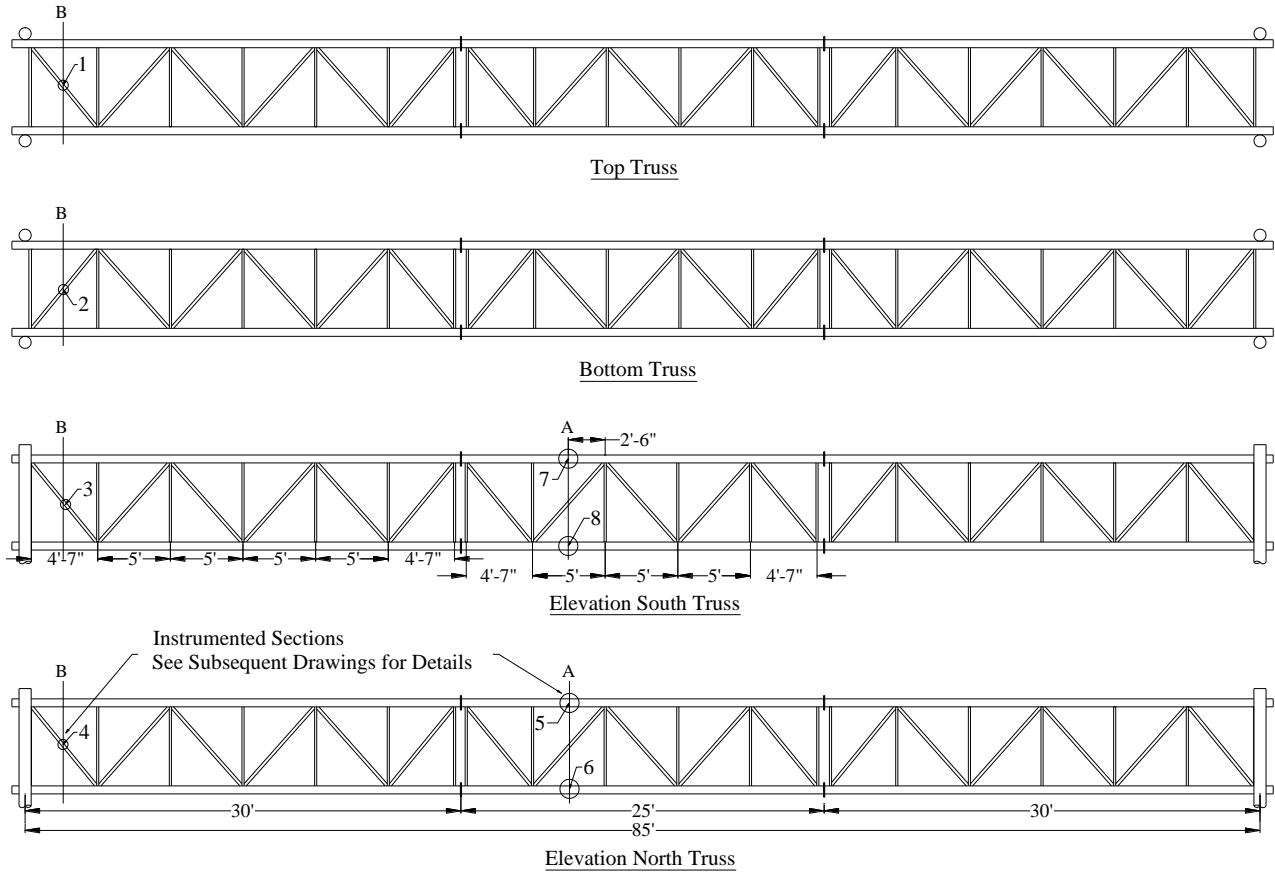 B
1
Top Truss
B
2
Bottom Truss
B
A
2'-6"
7
3
8
4'-7" 5' 5' 5' 5' 4'-7"
4'-7" 5' 5' 5' 4'-7"
Elevation South Truss
Instrumented Sections
See Subsequent Drawings for Details
B
A
5
4
6
30' 25' 30'
85'
Elevation North Truss